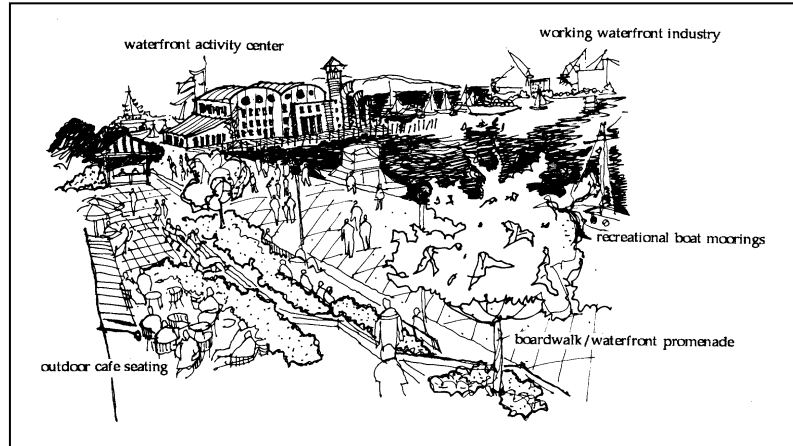 working waterfront industry
waterfront activity center
recreational boat moorings
boardwalk/waterfront promenade
outdoor cafe seating